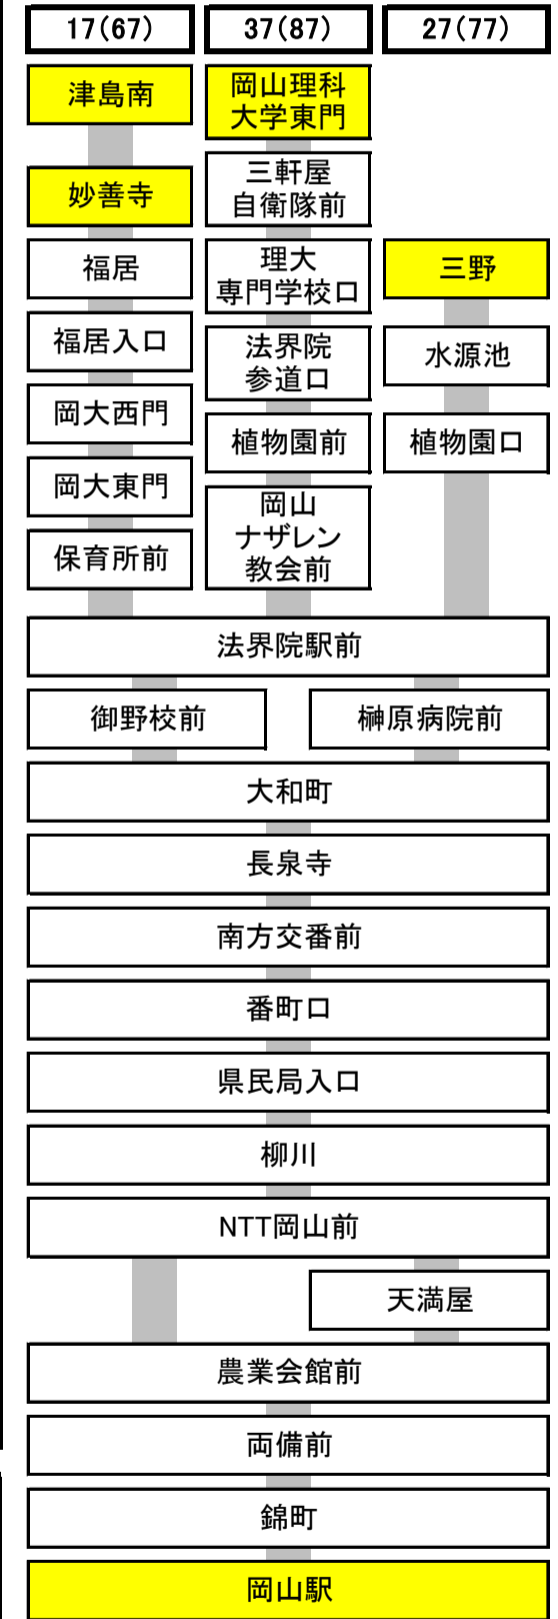 17(67)
37(87)
27(77)
津島南
妙善寺
福居
福居入口
岡大西門
岡大東門
保育所前
岡山理科
大学東門
三軒屋
自衛隊前
理大
専門学校口
法界院
参道口
植物園前
岡山
ナザレン
教会前
三野
水源池
植物園口
法界院駅前
御野校前
榊原病院前
大和町
長泉寺
南方交番前
番町口
県民局入口
柳川
NTT岡山前
天満屋
農業会館前
両備前
錦町
岡山駅